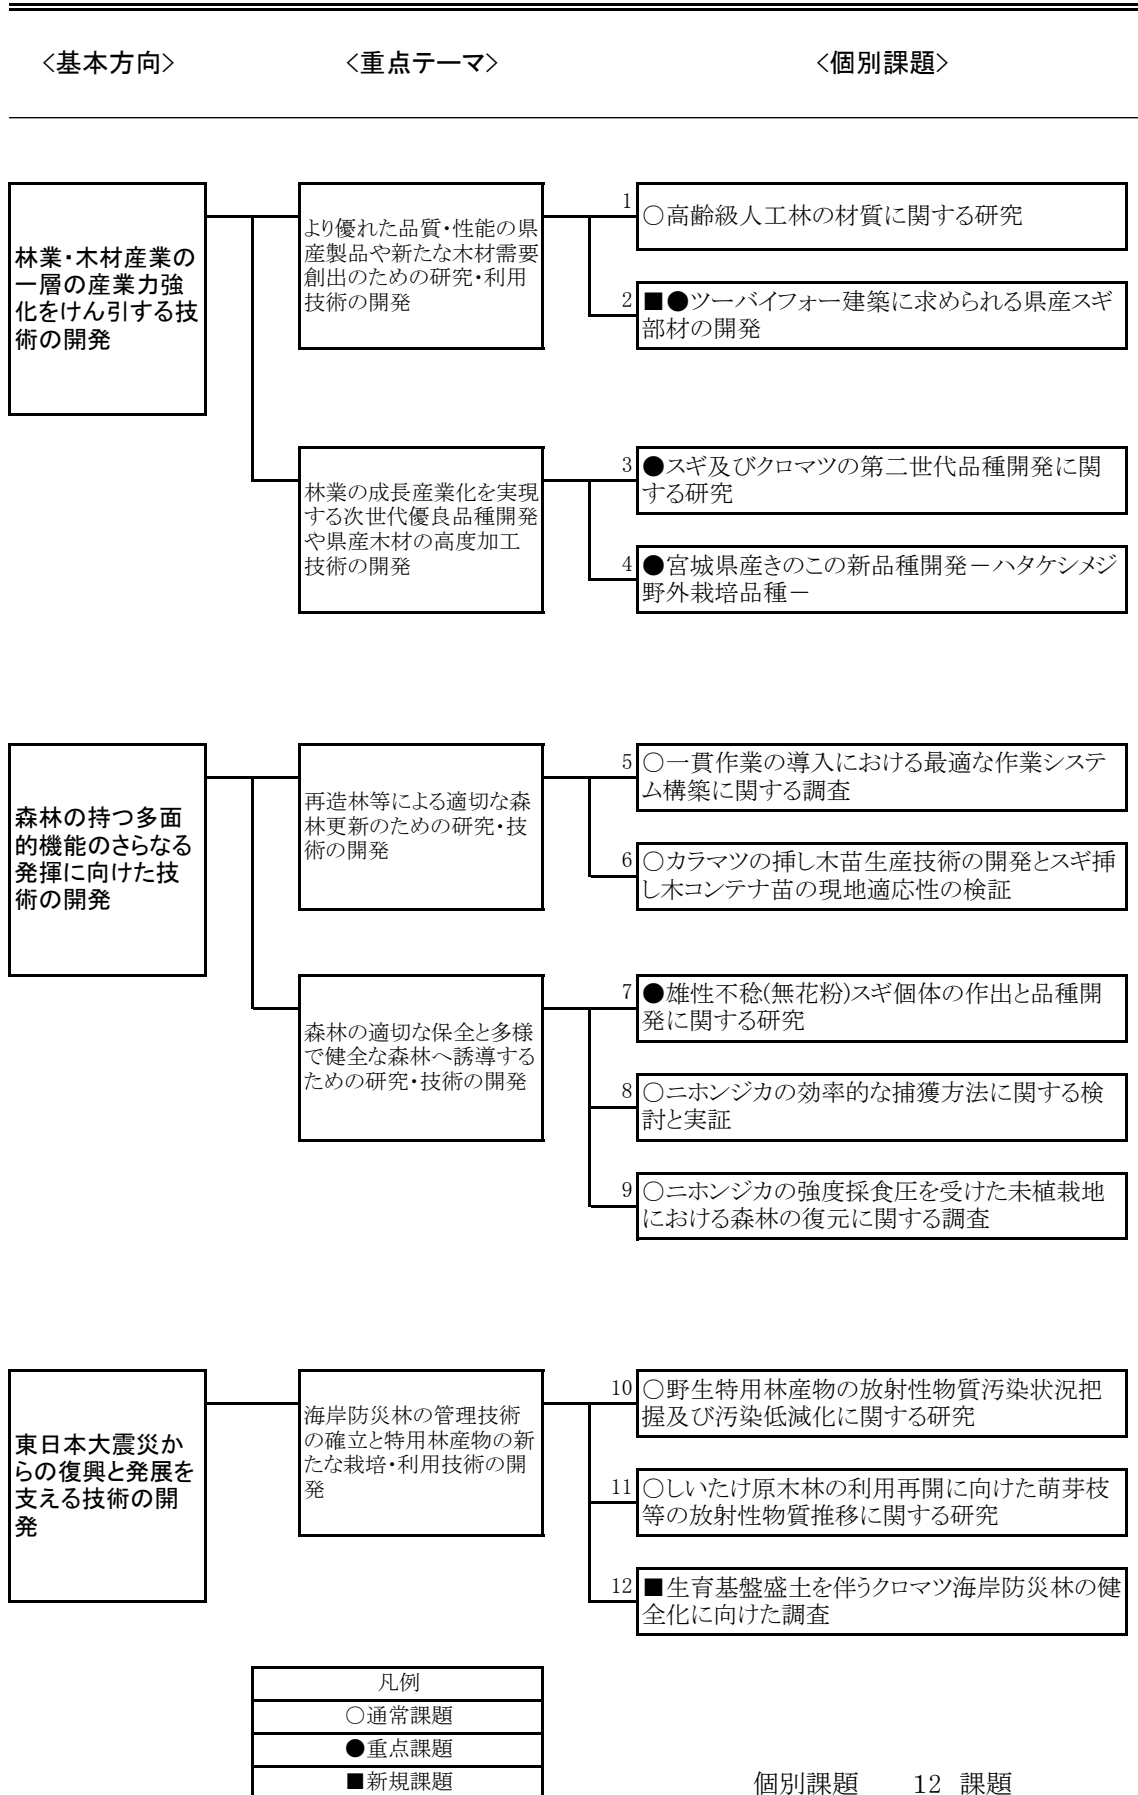 <基本方向>
<重点テーマ>
<個別課題>
林業・木材産業の
一層の産業力強
化をけん引する技
術の開発
より優れた品質・性能の県
産製品や新たな木材需要
創出のための研究・利用
技術の開発
1
○高齢級人工林の材質に関する研究
2
■●ツーバイフォー建築に求められる県産スギ
部材の開発
林業の成長産業化を実現
する次世代優良品種開発
や県産木材の高度加工
技術の開発
3
●スギ及びクロマツの第二世代品種開発に関
する研究
4
●宮城県産きのこの新品種開発－ハタケシメジ
野外栽培品種－
森林の持つ多面
的機能のさらなる
発揮に向けた技
術の開発
再造林等による適切な森
林更新のための研究・技
術の開発
5
○一貫作業の導入における最適な作業システ
ム構築に関する調査
6
○カラマツの挿し木苗生産技術の開発とスギ挿
し木コンテナ苗の現地適応性の検証
森林の適切な保全と多様
で健全な森林へ誘導する
ための研究・技術の開発
7
●雄性不稔(無花粉)スギ個体の作出と品種開
発に関する研究
8
○ニホンジカの効率的な捕獲方法に関する検
討と実証
9
○ニホンジカの強度採食圧を受けた未植栽地
における森林の復元に関する調査
東日本大震災か
らの復興と発展を
支える技術の開
発
海岸防災林の管理技術
の確立と特用林産物の新
たな栽培・利用技術の開
発
10
○野生特用林産物の放射性物質汚染状況把
握及び汚染低減化に関する研究
11
○しいたけ原木林の利用再開に向けた萌芽枝
等の放射性物質推移に関する研究
12
■生育基盤盛土を伴うクロマツ海岸防災林の健
全化に向けた調査
凡例
○通常課題
●重点課題
■新規課題
個別課題 12 課題